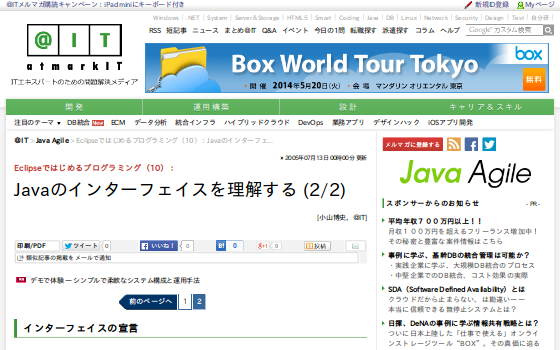 @ITメルマガ購読キャンペーン：iPad miniにキーボード付き
新規ID登録 Myページ
Windows .NET System Server&Storage HTML5 Smart Coding Java DB Linux Network Security Design Test 自分戦
RSS 短記事 ニュース まとめ@IT Q&A イベント 今日の1問 転職探す 派遣探す コラム ヘルプ Google カスタム検索
@IT
atmarkIT
ITエキスパートのための問題解決メディア
Box World Tour Tokyo
・開催 2014年5月20日(火) ・会場 マンダリン オリエンタル 東京
box
無料
開発 運用構築 設計 キャリア&スキル
注目のテーマ DB統合 New ECM データ分析 統合インフラ ハイブリッドクラウド DevOps 業務アプリ デザインハック iOSアプリ開発
@IT > Java Agile > Eclipseではじめるプログラミング（10）：Javaのインターフェイ...
Eclipseではじめるプログラミング（10）：
» 2005年07月13日 00時00分 更新
Javaのインターフェイスを理解する (2/2)
[小山博史，@IT]
印刷/PDF ツイート 0 いいね！ 0 B! 0 g+1 0 投稿
類似記事の掲載をメールで通知
デモで体験 ― シンプルで柔軟なシステム構成と運用手法
前のページへ 1 2
インターフェイスの宣言
メルマガに登録する
Java Agile
スポンサーからのお知らせ - PR -
平均年収７００万円以上！！
月収１００万円を超えるフリーランス増加中！
その秘密と豊富な案件情報はこちら
事例に学ぶ、基幹DBの統合管理は可能か？
・実践企業に学ぶ、大規模DB統合のプロセス
・中堅企業でのDB統合、コスト効果の実際
SDA（Software Defined Availability）とは
クラウドだから止まらない、は勘違い――
本当に信頼できる無停止システムとは？
日揮、DeNAの事例に学ぶ情報共有戦略とは？
ついに日本上陸した「仕事で使える」オンライ
ンストレージツール“BOX”。その真価に迫る